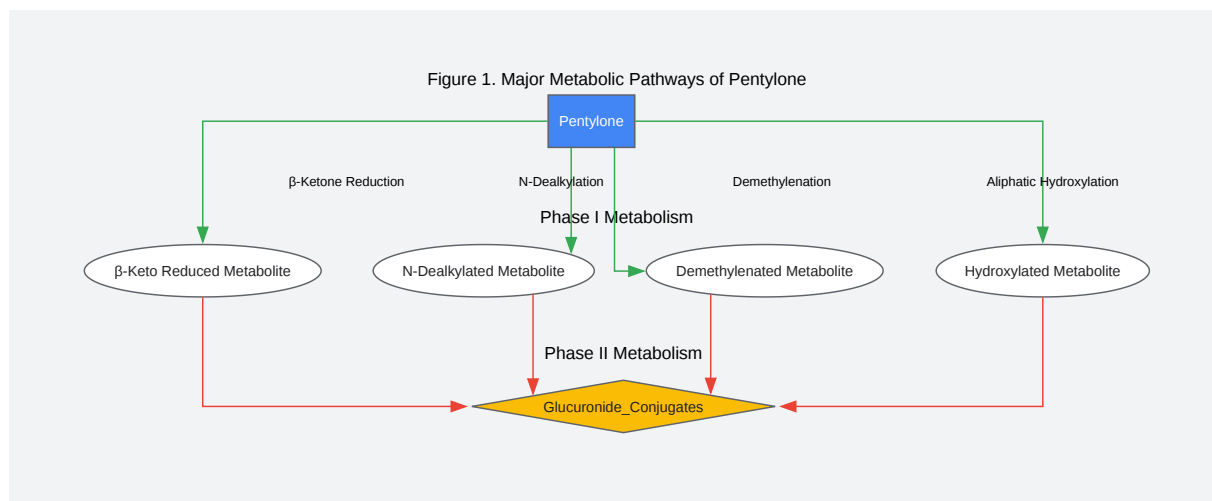 Figure 1. Major Metabolic Pathways of Pentylone
Pentylone
β-Ketone Reduction
N-Dealkylation
Demethylenation
Aliphatic Hydroxylation
Phase I Metabolism
β-Keto Reduced Metabolite
N-Dealkylated Metabolite
Demethylenated Metabolite
Hydroxylated Metabolite
Phase II Metabolism
Glucuronide_Conjugates